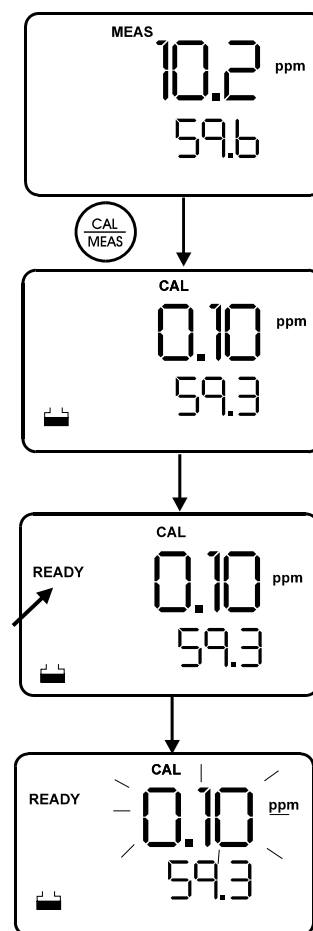 MEAS
10.2 ppm
59.6
CAL
MEAS
CAL
0.10 ppm
59.3
CAL
READY
0.10 ppm
59.3
CAL
READY
0.10 ppm
59.3